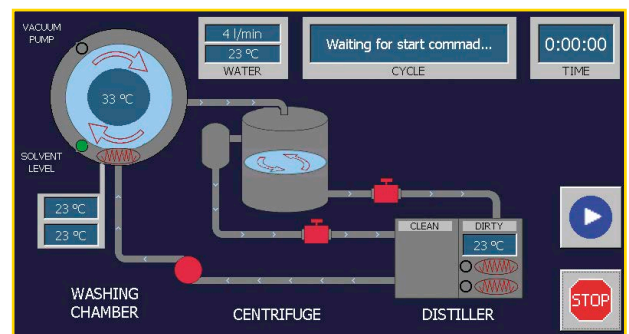 VACUUM
PUMP
4 l/min
23 ºC
WATER
Waiting for start commad...
CYCLE
0:00:00
TIME
33 ºC
SOLVENT
LEVEL
23 ºC
23 ºC
CLEAN
DIRTY
23 ºC
WASHING
CHAMBER
CENTRIFUGE
DISTILLER
STOP